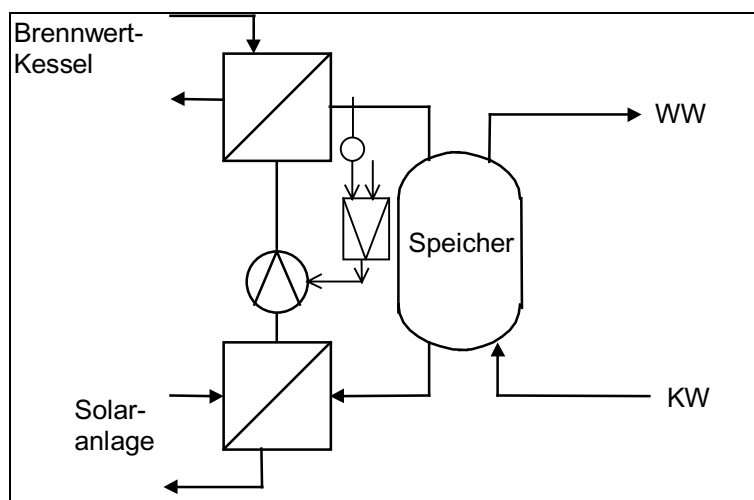 Brennwert-
Kessel
WW
Speicher
Solar-
anlage
KW